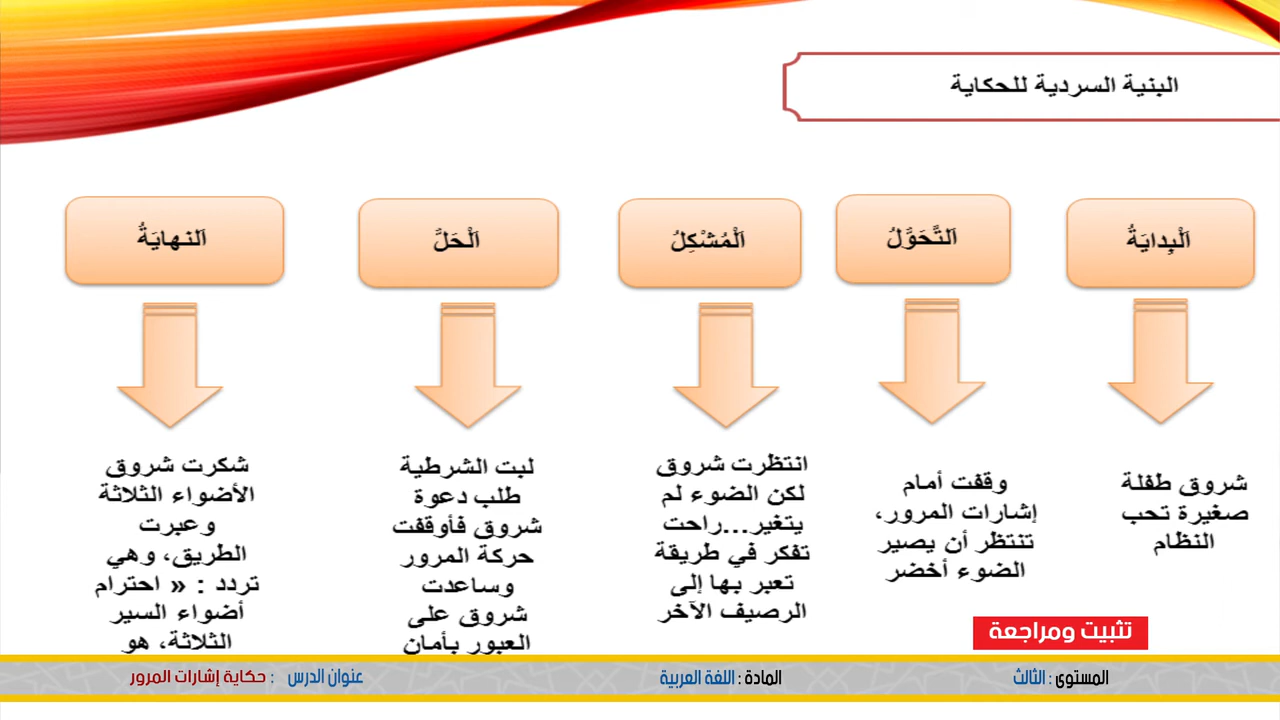 البنية السردية للحكاية
اَلْبِدايَةُ
شروق طفلة
صغيرة تحب
النظام
اَلتَّحَوُّلُ
وقفت أمام
إشارات المرور،
تنتظر أن يصير
الضوء أخضر
اَلْمُشْكِلُ
انتظرت شروق
لكن الضوء لم
يتغير...راحت
تفكر في طريقة
تعبر بها إلى
الرصيف الآخر
اَلْحَلُّ
لبت الشرطية
طلب دعوة
شروق فأوقفت
حركة المرور
وساعدت
شروق على
العبور بأمان
اَلنهايَةُ
شكرت شروق
الأضواء الثلاثة
وعبرت
الطريق، وهي
تردد : « احترام
أضواء السير
الثلاثة، هو
تثبيت ومراجعة
المستوى : الثالث
المادة : اللغة العربية
عنوان الدرس : حكاية إشارات المرور